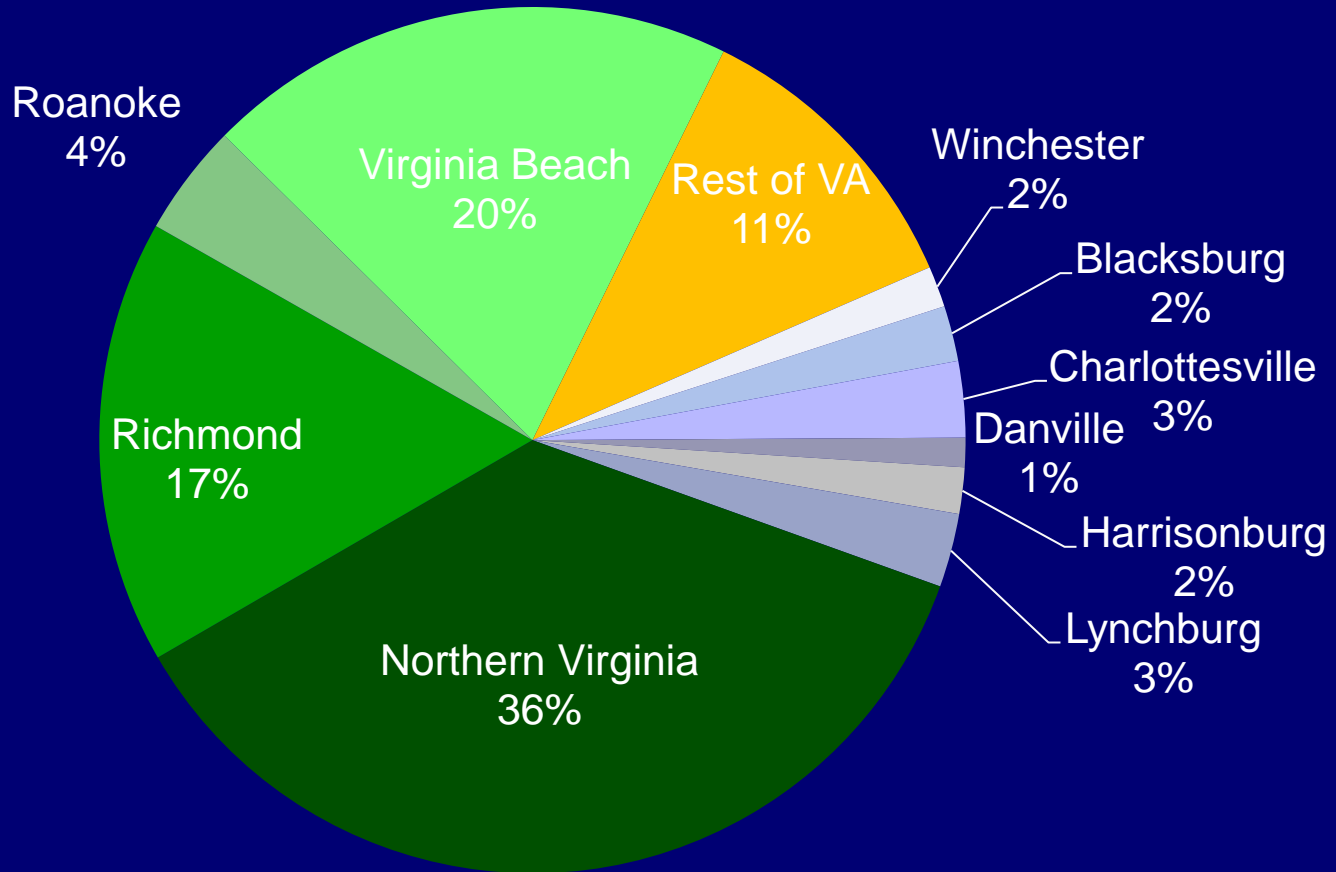 Roanoke
4%
Virginia Beach
20%
Rest of VA
11%
Winchester
2%
Blacksburg
2%
Charlottesville
3%
Danville
1%
Harrisonburg
2%
Lynchburg
3%
Northern Virginia
36%
Richmond
17%